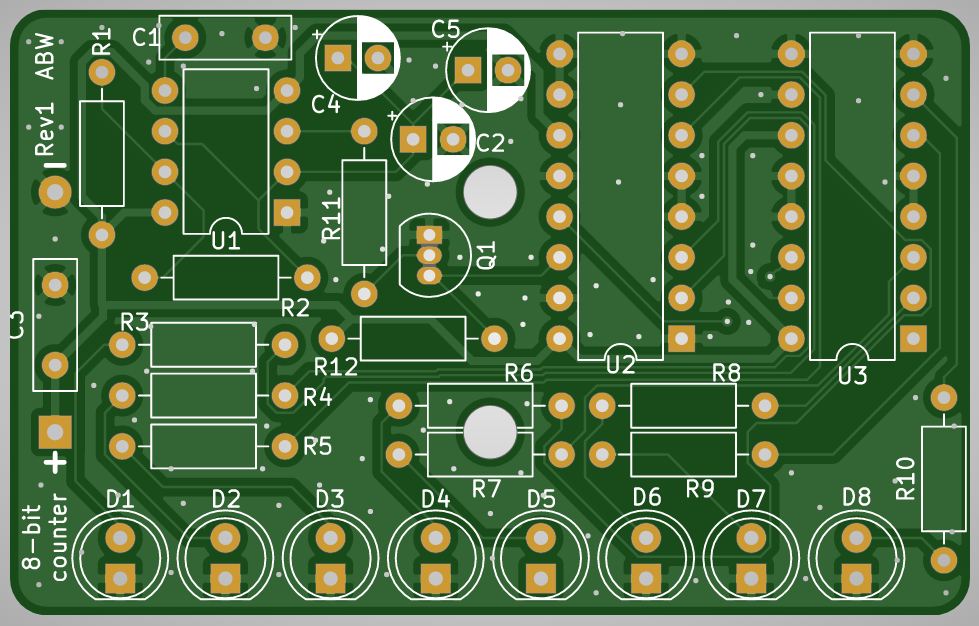 C1
+
C5
+
ABW
R1
C4
+
C2
Rev1
-
R11
U1
Q1
R2
C3
R3
R12
R6
U2
R8
U3
R4
R5
+
R7
R9
R10
8-bit
counter
D1
D2
D3
D4
D5
D6
D7
D8